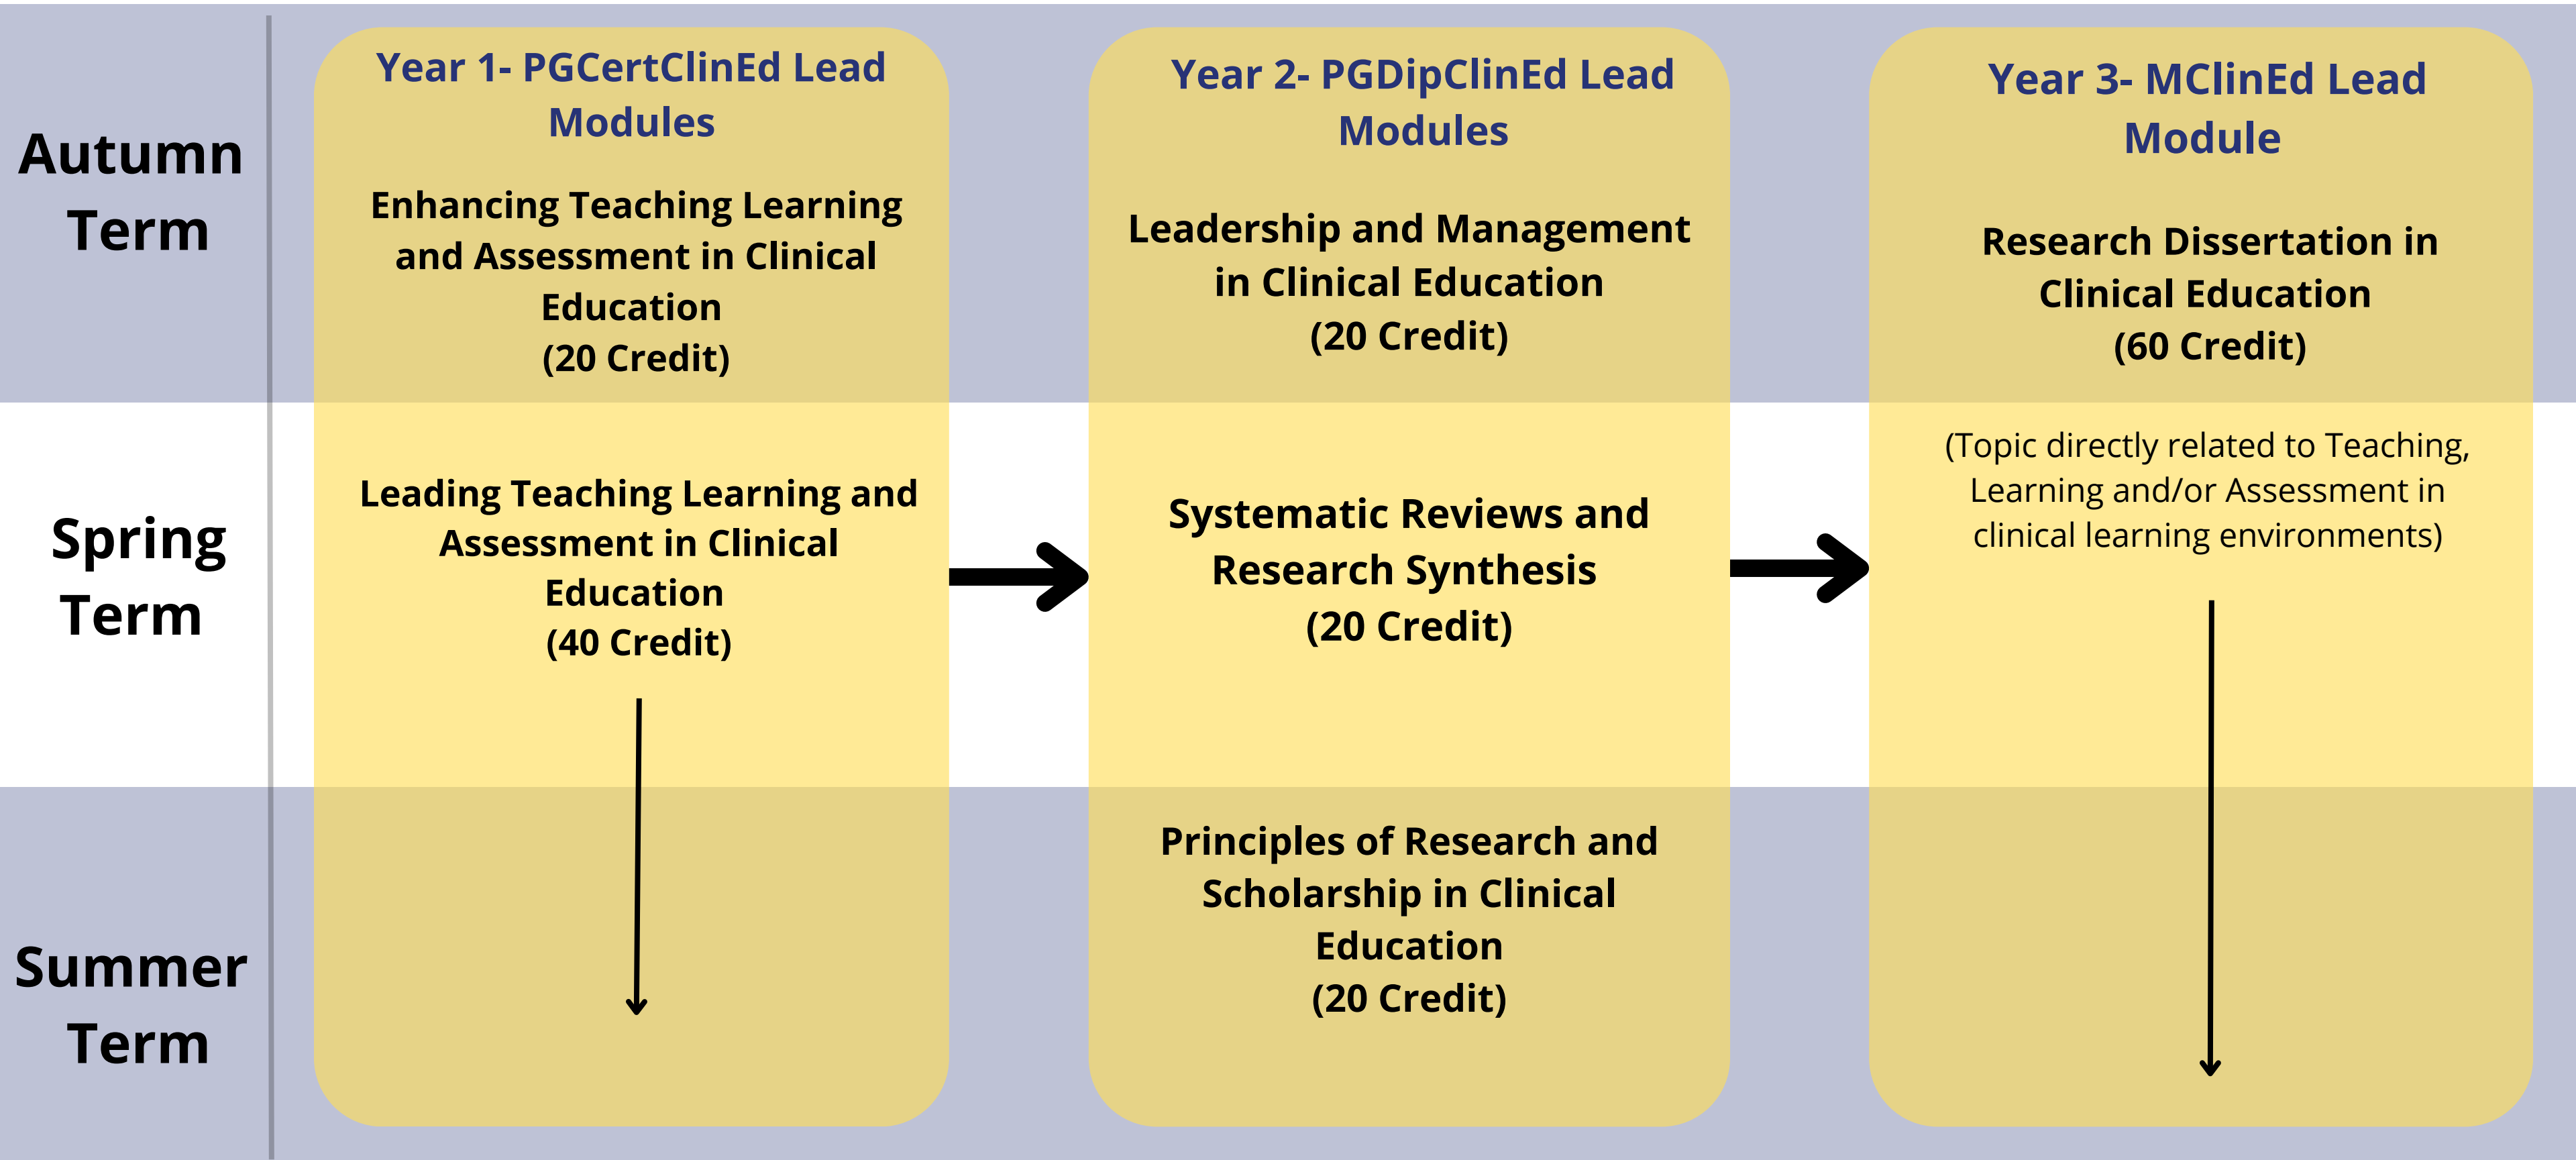 Autumn
Term
Year 1- PGCertClinEd Lead
Modules
Enhancing Teaching Learning
and Assessment in Clinical
Education
(20 Credit)
Year 2- PGDipClinEd Lead
Modules
Leadership and Management
in Clinical Education
(20 Credit)
Year 3- MClinEd Lead
Module
Research Dissertation in
Clinical Education
(60 Credit)
Spring
Term
Leading Teaching Learning and
Assessment in Clinical
Education
(40 Credit)
Systematic Reviews and
Research Synthesis
(20 Credit)
(Topic directly related to Teaching,
Learning and/or Assessment in
clinical learning environments)
Summer
Term
Principles of Research and
Scholarship in Clinical
Education
(20 Credit)